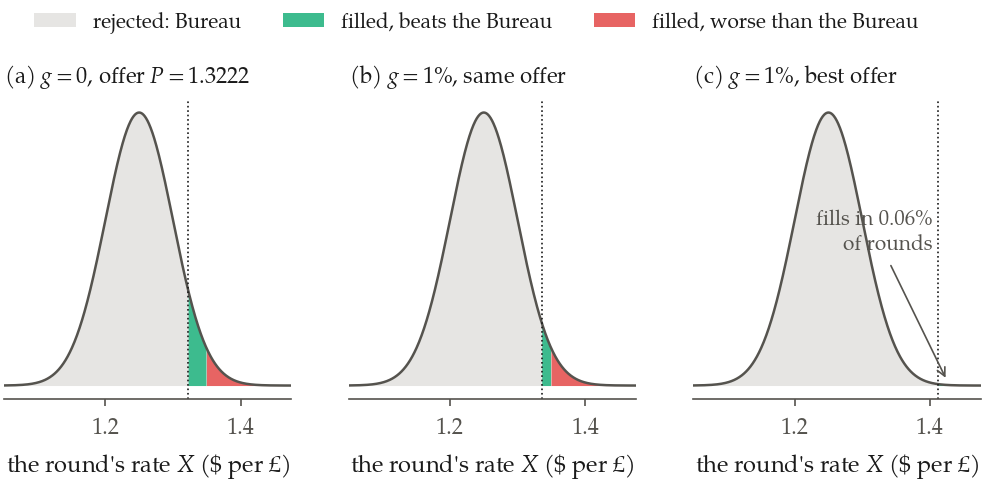 rejected: Bureau
filled, beats the Bureau
filled, worse than the Bureau
(a) g = 0, offer P = 1.3222
(b) g = 1%, same offer
(c) g = 1%, best offer
fills in 0.06%
of rounds
1.2
1.4
1.2
1.4
1.2
1.4
the round's rate X ($ per £)
the round's rate X ($ per £)
the round's rate X ($ per £)